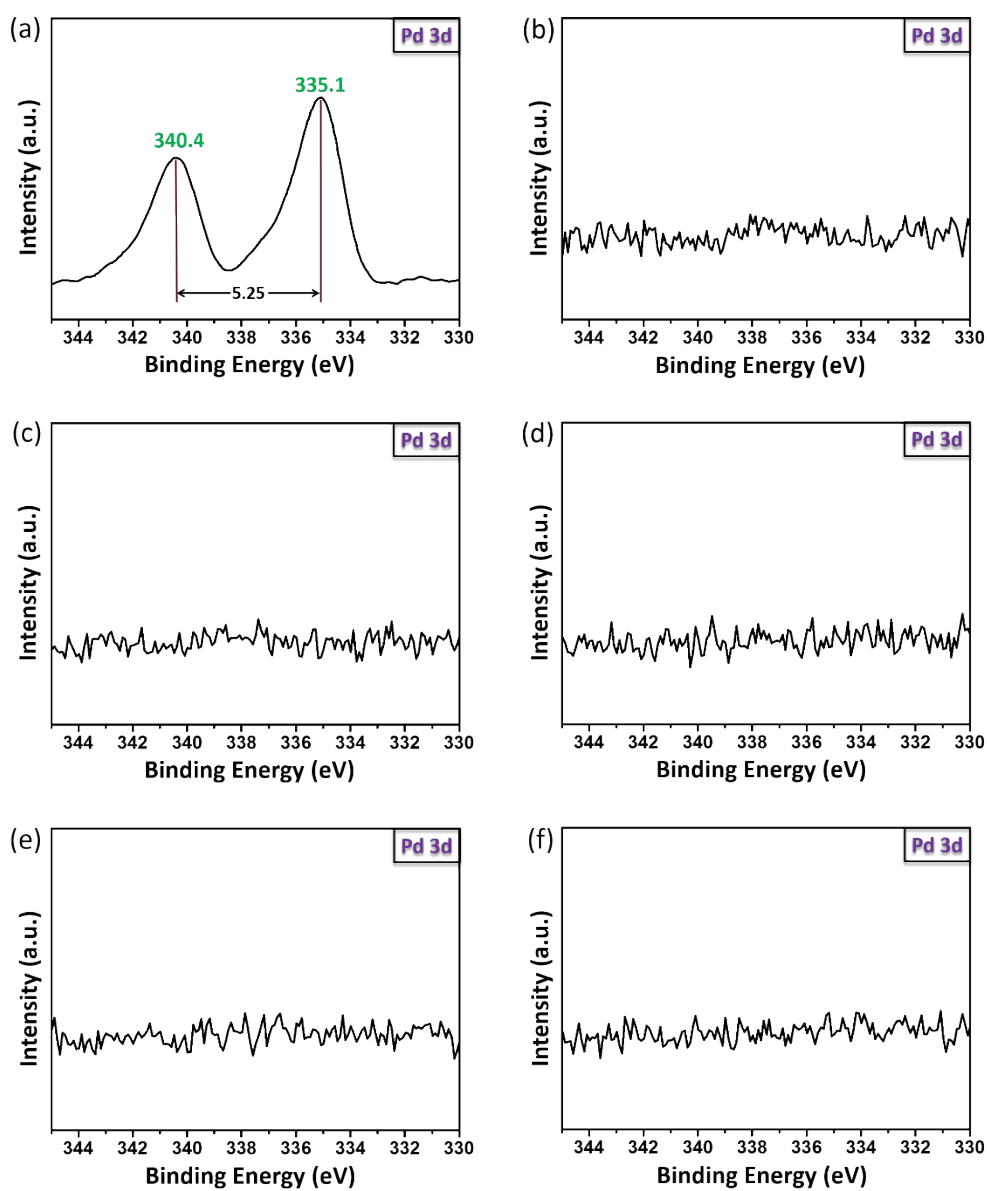 (a)
Pd 3d
335.1
340.4
5.25
Intensity (a.u.)
344 342 340 338 336 334 332 330
Binding Energy (eV)
(b)
Pd 3d
Intensity (a.u.)
344 342 340 338 336 334 332 330
Binding Energy (eV)
(c)
Pd 3d
Intensity (a.u.)
344 342 340 338 336 334 332 330
Binding Energy (eV)
(d)
Pd 3d
Intensity (a.u.)
344 342 340 338 336 334 332 330
Binding Energy (eV)
(e)
Pd 3d
Intensity (a.u.)
344 342 340 338 336 334 332 330
Binding Energy (eV)
(f)
Pd 3d
Intensity (a.u.)
344 342 340 338 336 334 332 330
Binding Energy (eV)